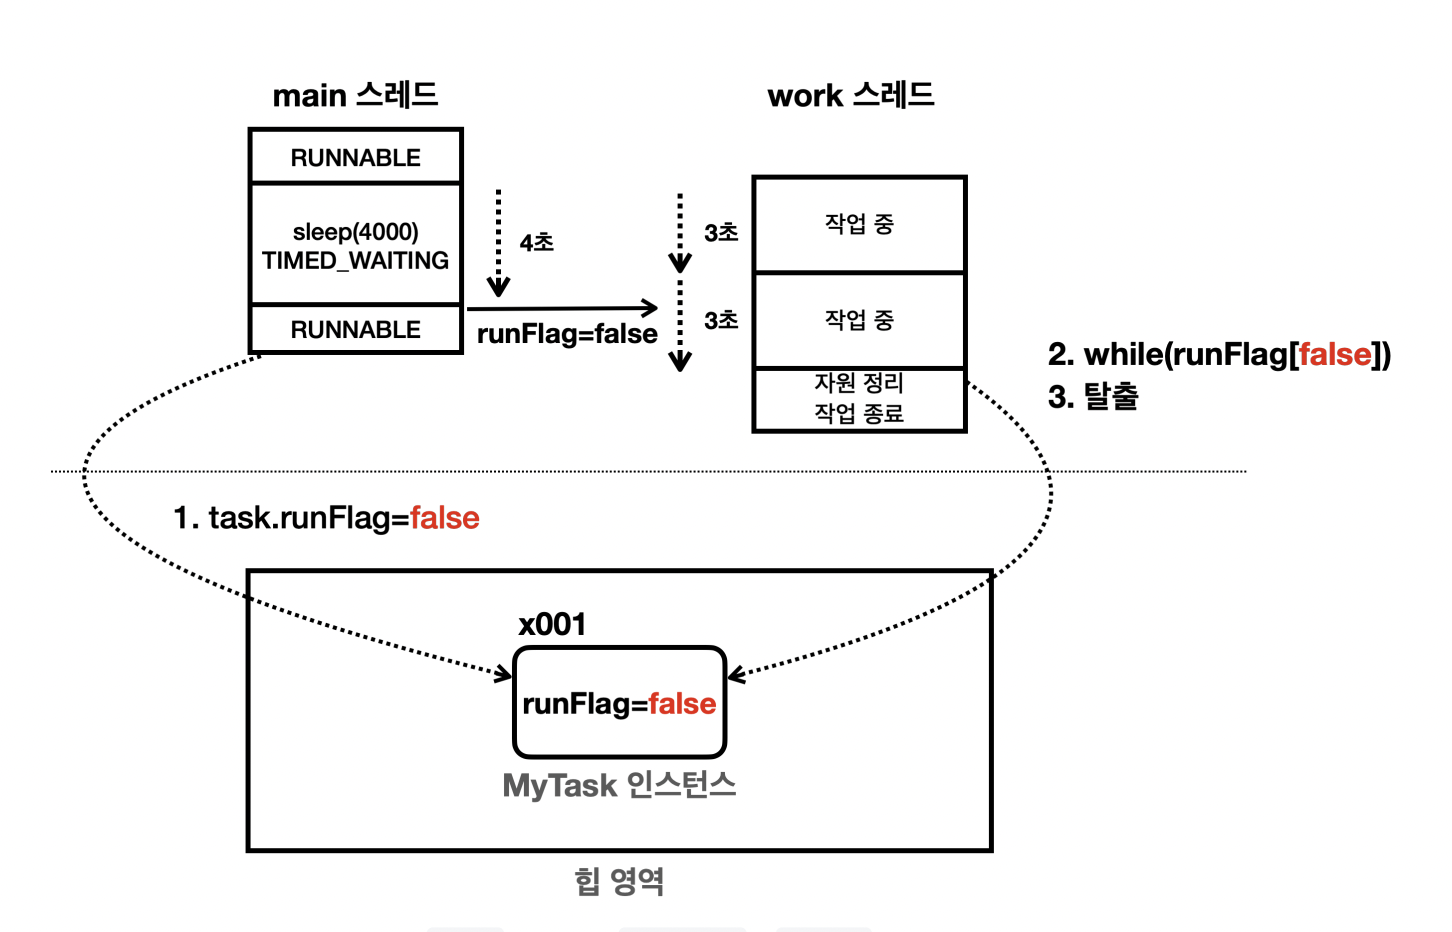 main 스레드
work 스레드
RUNNABLE
sleep(4000)
TIMED_WAITING
RUNNABLE
4초
runFlag=false
3초
3초
작업 중
작업 중
자원 정리
작업 종료
2. while(runFlag[false])
3. 탈출
1. task.runFlag=false
x001
runFlag=false
MyTask 인스턴스
힙 영역